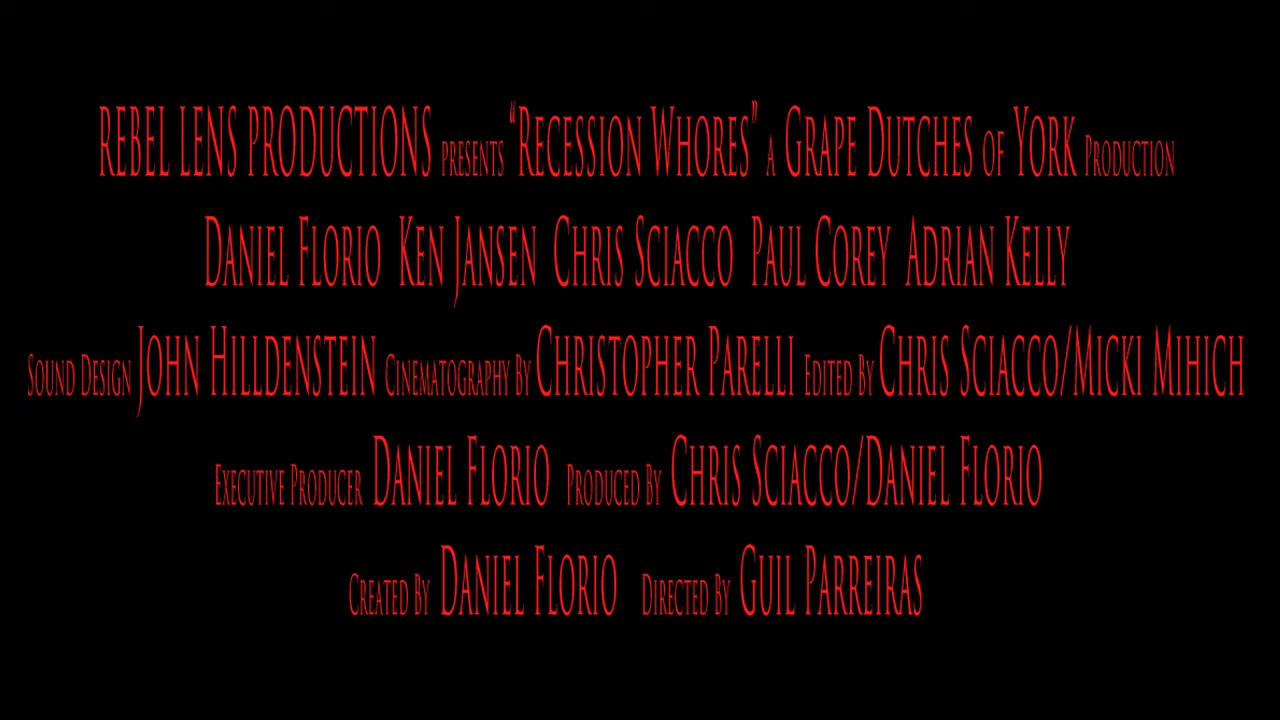 REBEL LENS PRODUCTIONS PRESENTS “RECESSION WHORES” A GRAPE DUTCHES OF YORK PRODUCTION
DANIEL FLORIO KEN JANSEN CHRIS SCIACCO PAUL COREY ADRIAN KELLY
SOUND DESIGN JOHN HILLDENSTEIN CINEMATOGRAPHY BY CHRISTOPHER PARELLI EDITED BY CHRIS SCIACCO/MICKI MIHICH
EXECUTIVE PRODUCER DANIEL FLORIO PRODUCED BY CHRIS SCIACCO/DANIEL FLORIO
CREATED BY DANIEL FLORIO DIRECTED BY GUIL PARREIRAS